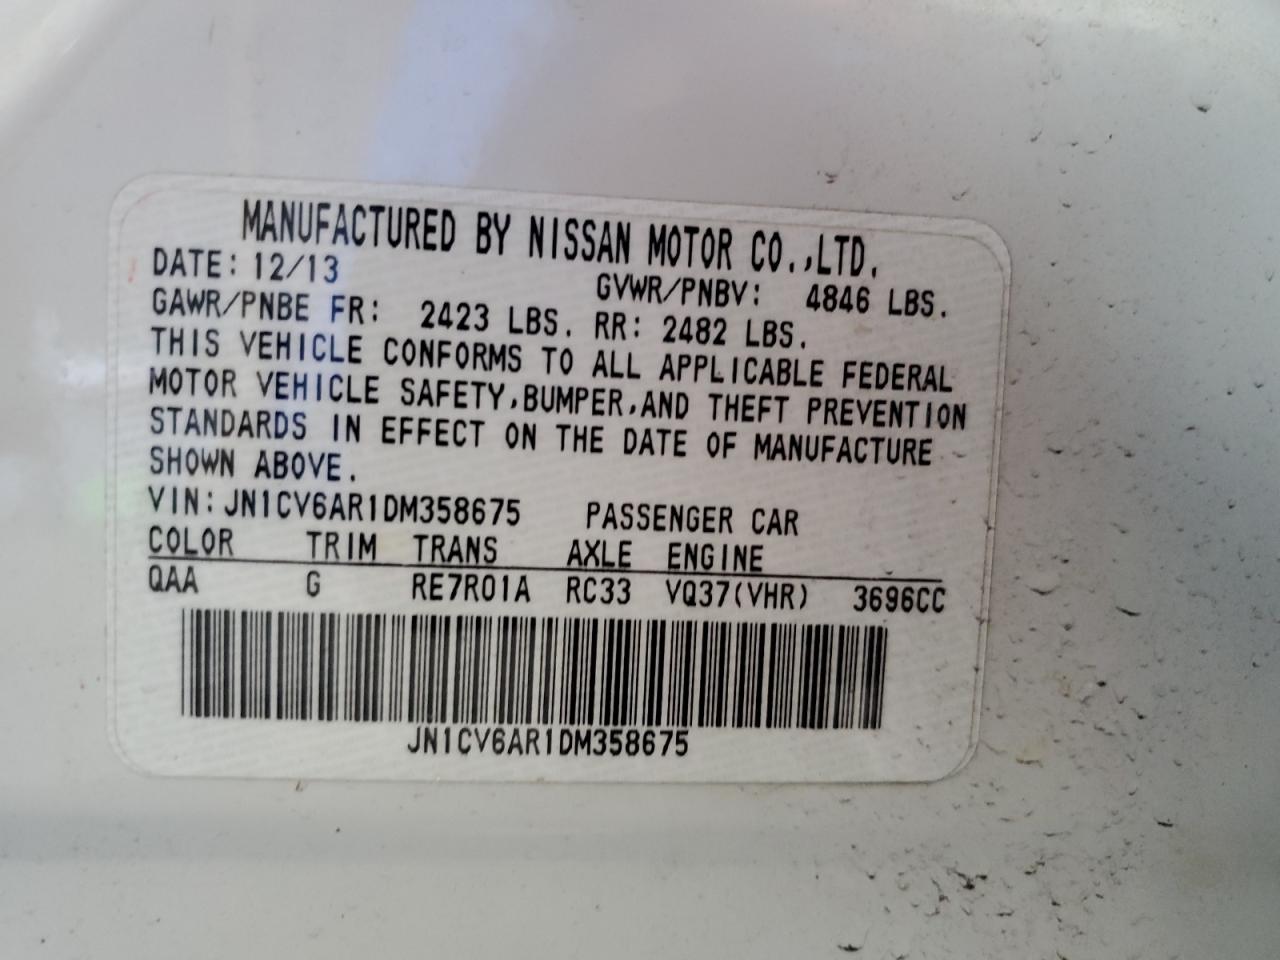 MANUFACTURED BY NISSAN MOTOR CO.,LTD.
DATE: 12/13 GVWR/PNBV: 4846 LBS.
GAWR/PNBE FR: 2423 LBS. RR: 2482 LBS.
THIS VEHICLE CONFORMS TO ALL APPLICABLE FEDERAL
MOTOR VEHICLE SAFETY,BUMPER,AND THEFT PREVENTION
STANDARDS IN EFFECT ON THE DATE OF MANUFACTURE
SHOWN ABOVE.
VIN:JN1CV6AR1DM358675 PASSENGER CAR
COLOR TRIM TRANS AXLE ENGINE
QAA G RE7R01A RC33 VQ37(VHR) 3696CC
JN1CV6AR1DM358675